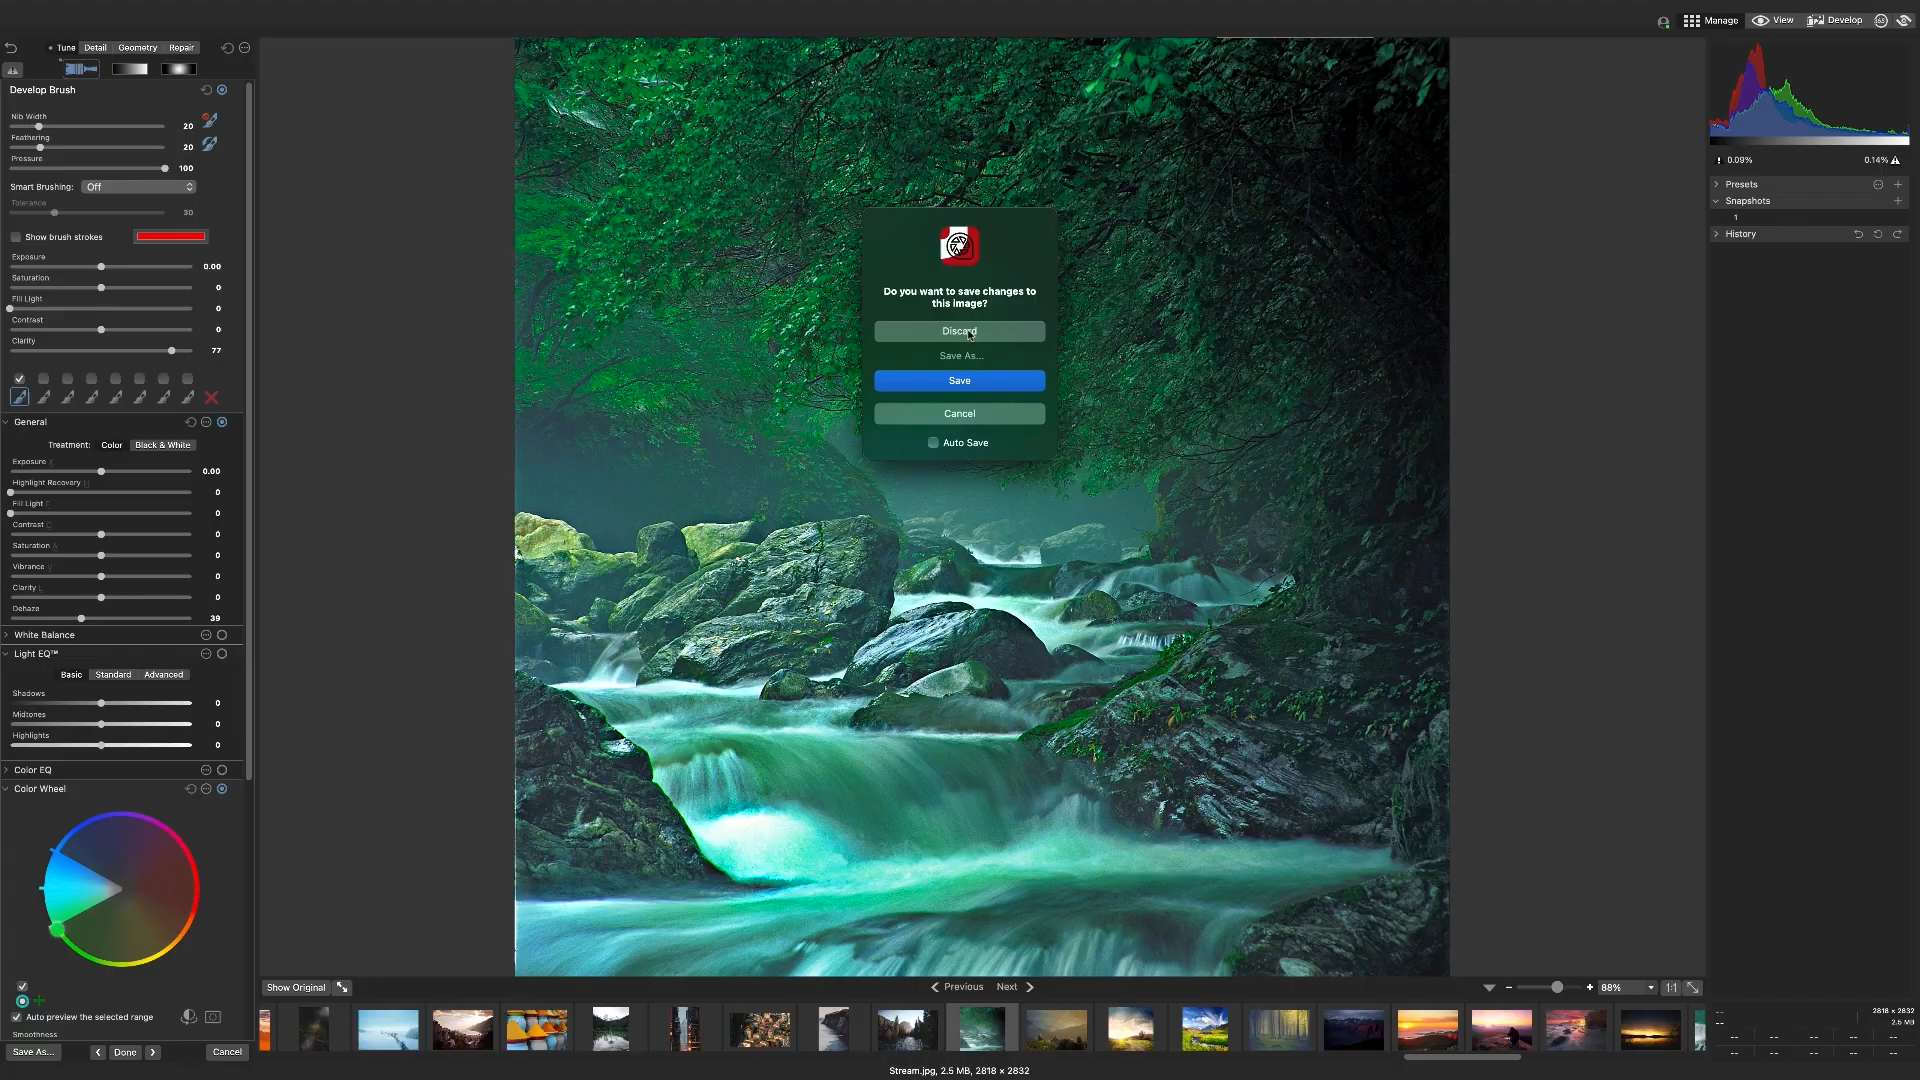 Manage
View
Develop
365
Tune
Detail
Geometry
Repair
Develop Brush
Nib Width
20
Feathering
20
Pressure
100
Smart Brushing:
Off
Tolerance
30
Show brush strokes
Exposure
0.00
Saturation
0
Fill Light
0
Contrast
0
Clarity
77
General
Treatment:
Color
Black & White
Exposure X
0.00
Highlight Recovery H
0
Fill Light F
0
Contrast C
0
Saturation A
0
Vibrance V
0
Clarity L
0
Dehaze
39
White Balance
Light EQ™
Basic
Standard
Advanced
Shadows
0
Midtones
0
Highlights
0
Color EQ
Color Wheel
Auto preview the selected range
Smoothness
Save As...
Done
Cancel
Do you want to save changes to
this image?
Discard
Save As...
Save
Cancel
Auto Save
0.09%
0.14%
Presets
Snapshots
1
History
Show Original
Previous
Next
88%
1:1
2818 x 2832
2.5 MB
Stream.jpg, 2.5 MB, 2818 x 2832